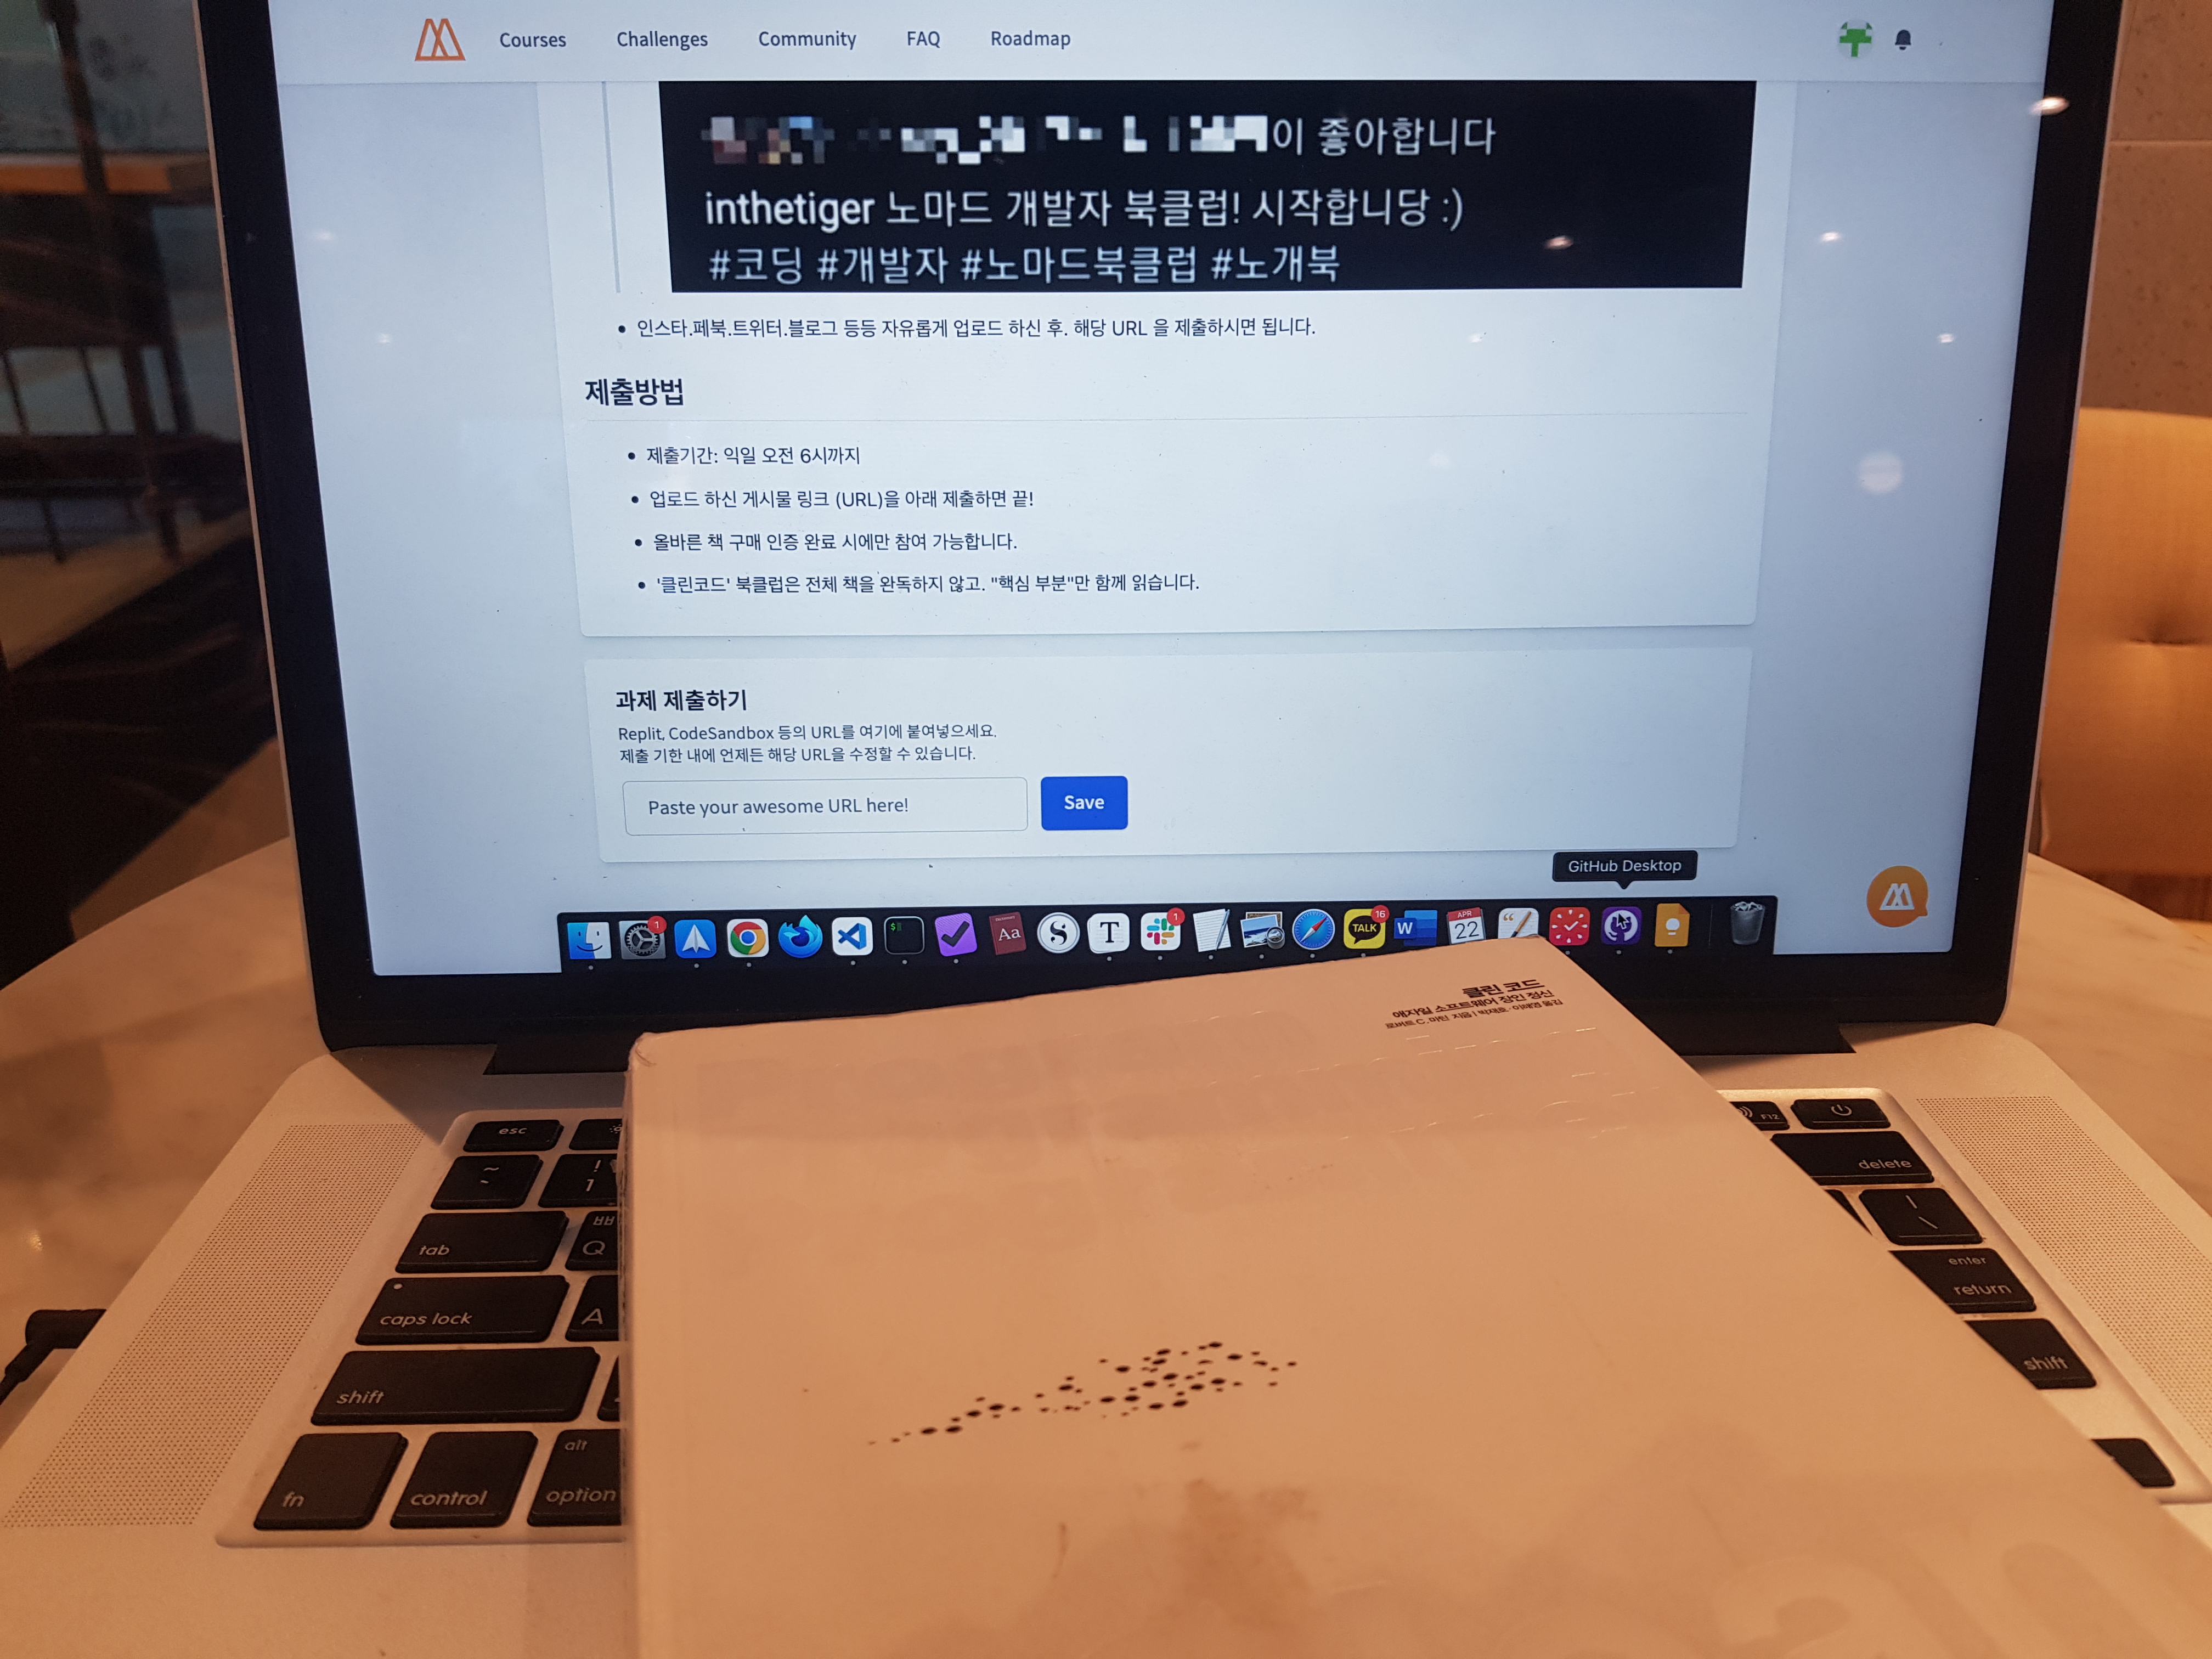 Courses Challenges Community FAQ Roadmap
이 좋아합니다
inthetiger 노마드 개발자 북클럽! 시작합니당 :)
#코딩 #개발자 #노마드북클럽 #노개북
인스타.페북.트위터.블로그 등등 자유롭게 업로드 하신 후. 해당 URL 을 제출하시면 됩니다.
제출방법
제출기간: 익일 오전 6시까지
업로드 하신 게시물 링크 (URL)을 아래 제출하면 끝!
올바른 책 구매 인증 완료 시에만 참여 가능합니다.
'클린코드' 북클럽은 전체 책을 완독하지 않고. "핵심 부분"만 함께 읽습니다.
과제 제출하기
Replit, CodeSandbox 등의 URL를 여기에 붙여넣으세요.
제출 기한 내에 언제든 해당 URL을 수정할 수 있습니다.
Paste your awesome URL here!
Save
GitHub Desktop
1
$
Aa
S
T
1
TALK
16
W
APR
22
클린 코드
애자일 소프트웨어 장인 정신
로버트 C. 마틴 지음 | 박재호·이해영 옮김
esc
F12
~
!
1
delete
tab
ㅃㅂ
Q
|
\
caps lock
A
enter
return
shift
shift
fn
control
alt
option